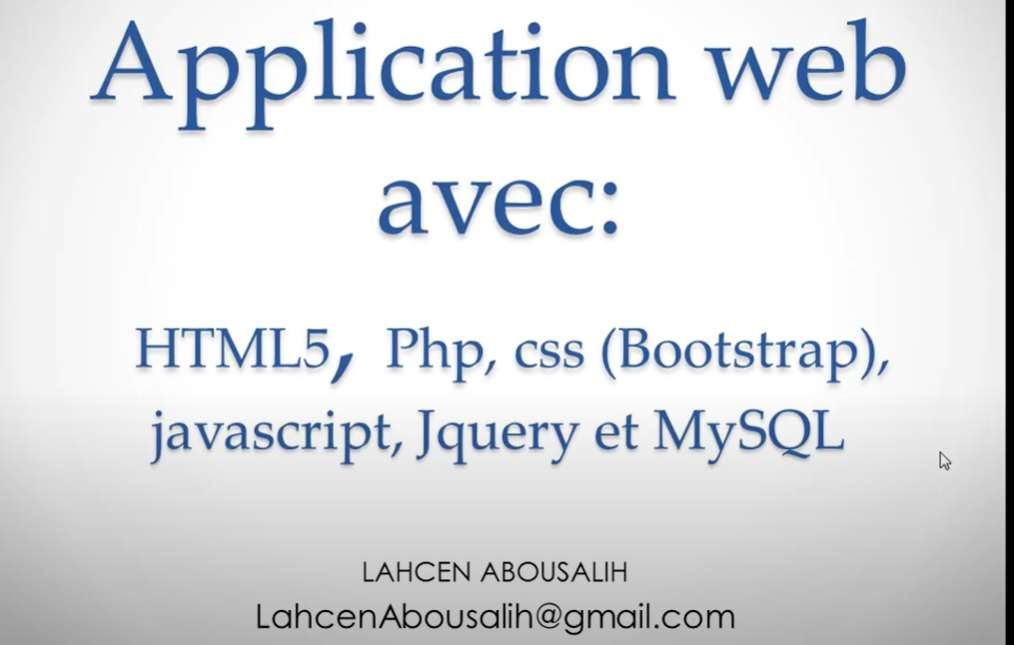 Application web
avec:
HTML5, Php, css (Bootstrap),
javascript, Jquery et MySQL
LAHCEN ABOUSALIH
LahcenAbousalih@gmail.com